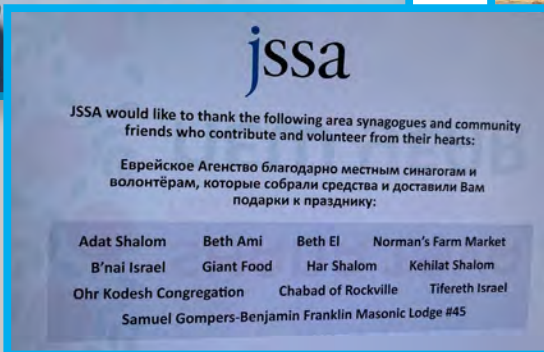 jssa
JSSA would like to thank the following area synagogues and community
friends who contribute and volunteer from their hearts:
Еврейское Агенство благодарно местным синагогам и
волонтёрам, которые собрали средства и доставили Вам
подарки к празднику:
Adat Shalom Beth Ami Beth El Norman's Farm Market
B'nai Israel Giant Food Har Shalom Kehilat Shalom
Ohr Kodesh Congregation Chabad of Rockville Tifereth Israel
Samuel Gompers-Benjamin Franklin Masonic Lodge #45